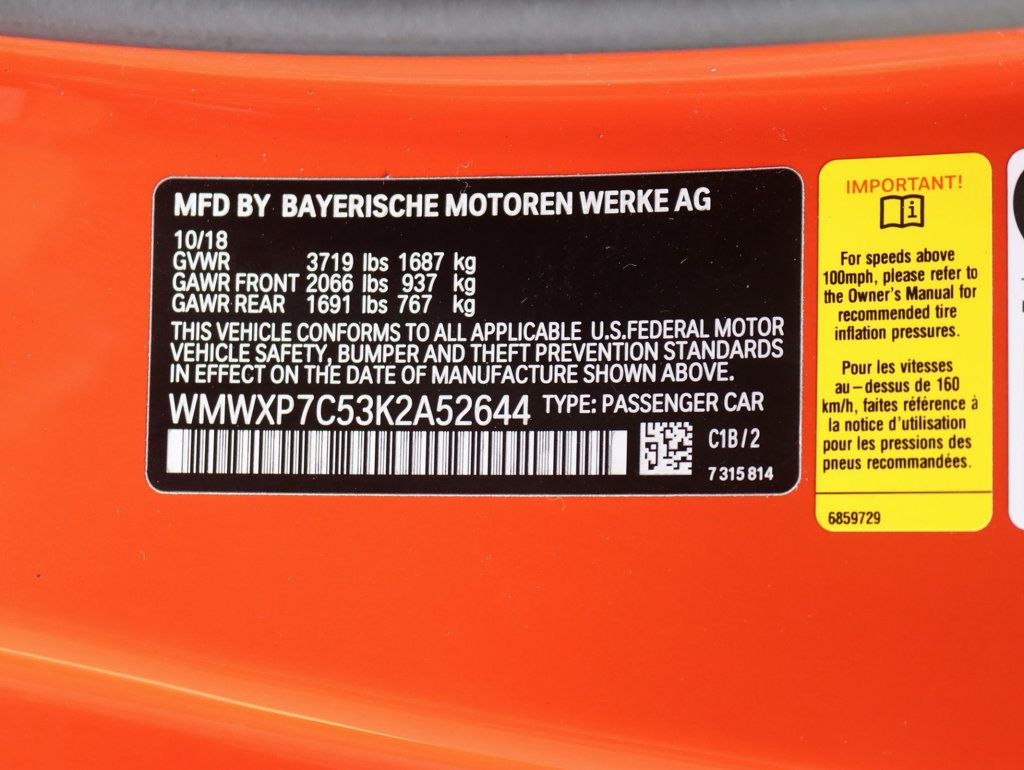 MFD BY BAYERISCHE MOTOREN WERKE AG
10/18
GVWR 3719 lbs 1687 kg
GAWR FRONT 2066 lbs 937 kg
GAWR REAR 1691 lbs 767 kg
THIS VEHICLE CONFORMS TO ALL APPLICABLE U.S.FEDERAL MOTOR
VEHICLE SAFETY, BUMPER AND THEFT PREVENTION STANDARDS
IN EFFECT ON THE DATE OF MANUFACTURE SHOWN ABOVE.
WMWXP7C53K2A52644 TYPE: PASSENGER CAR
C1B/2
7315814
IMPORTANT!
For speeds above
100mph, please refer to
the Owner's Manual for
recommended tire
inflation pressures.
Pour les vitesses
au-dessus de 160
km/h, faites référence à
la notice d'utilisation
pour les pressions des
pneus recommandées.
6859729